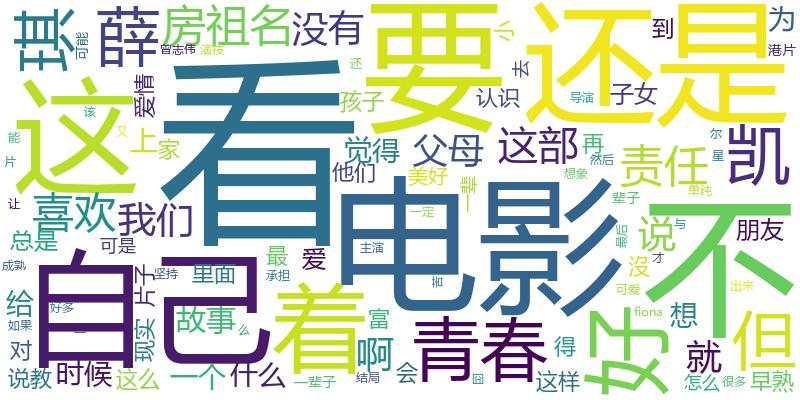 琪 薛 房祖名 没有 要 还是 小 到 为
可能 曾志伟 演技 港片
爱情 还 去 认识 导演 子女
这 看 孩子
能 该 又 上 家 觉得 父母 这部 再 责任 凯
片 他们 美好 一辈 然后 尔 星
让 喜欢 我们 电影 想象 辈子 单纯
总是 可是 最 爱 一定 最后 与 说 朋友
成熟 片子 坚持 里面 主演 承担 苦 沒 才 不
自己 着 可爱 出来
给 好多 故事 富 青春 fiona 想 但
如果 一 么 啊 好 就
对 现实 得
说教 时候 这么 一个 什么 一辈子 结局 会 囧 这样 怎么 很多 早熟